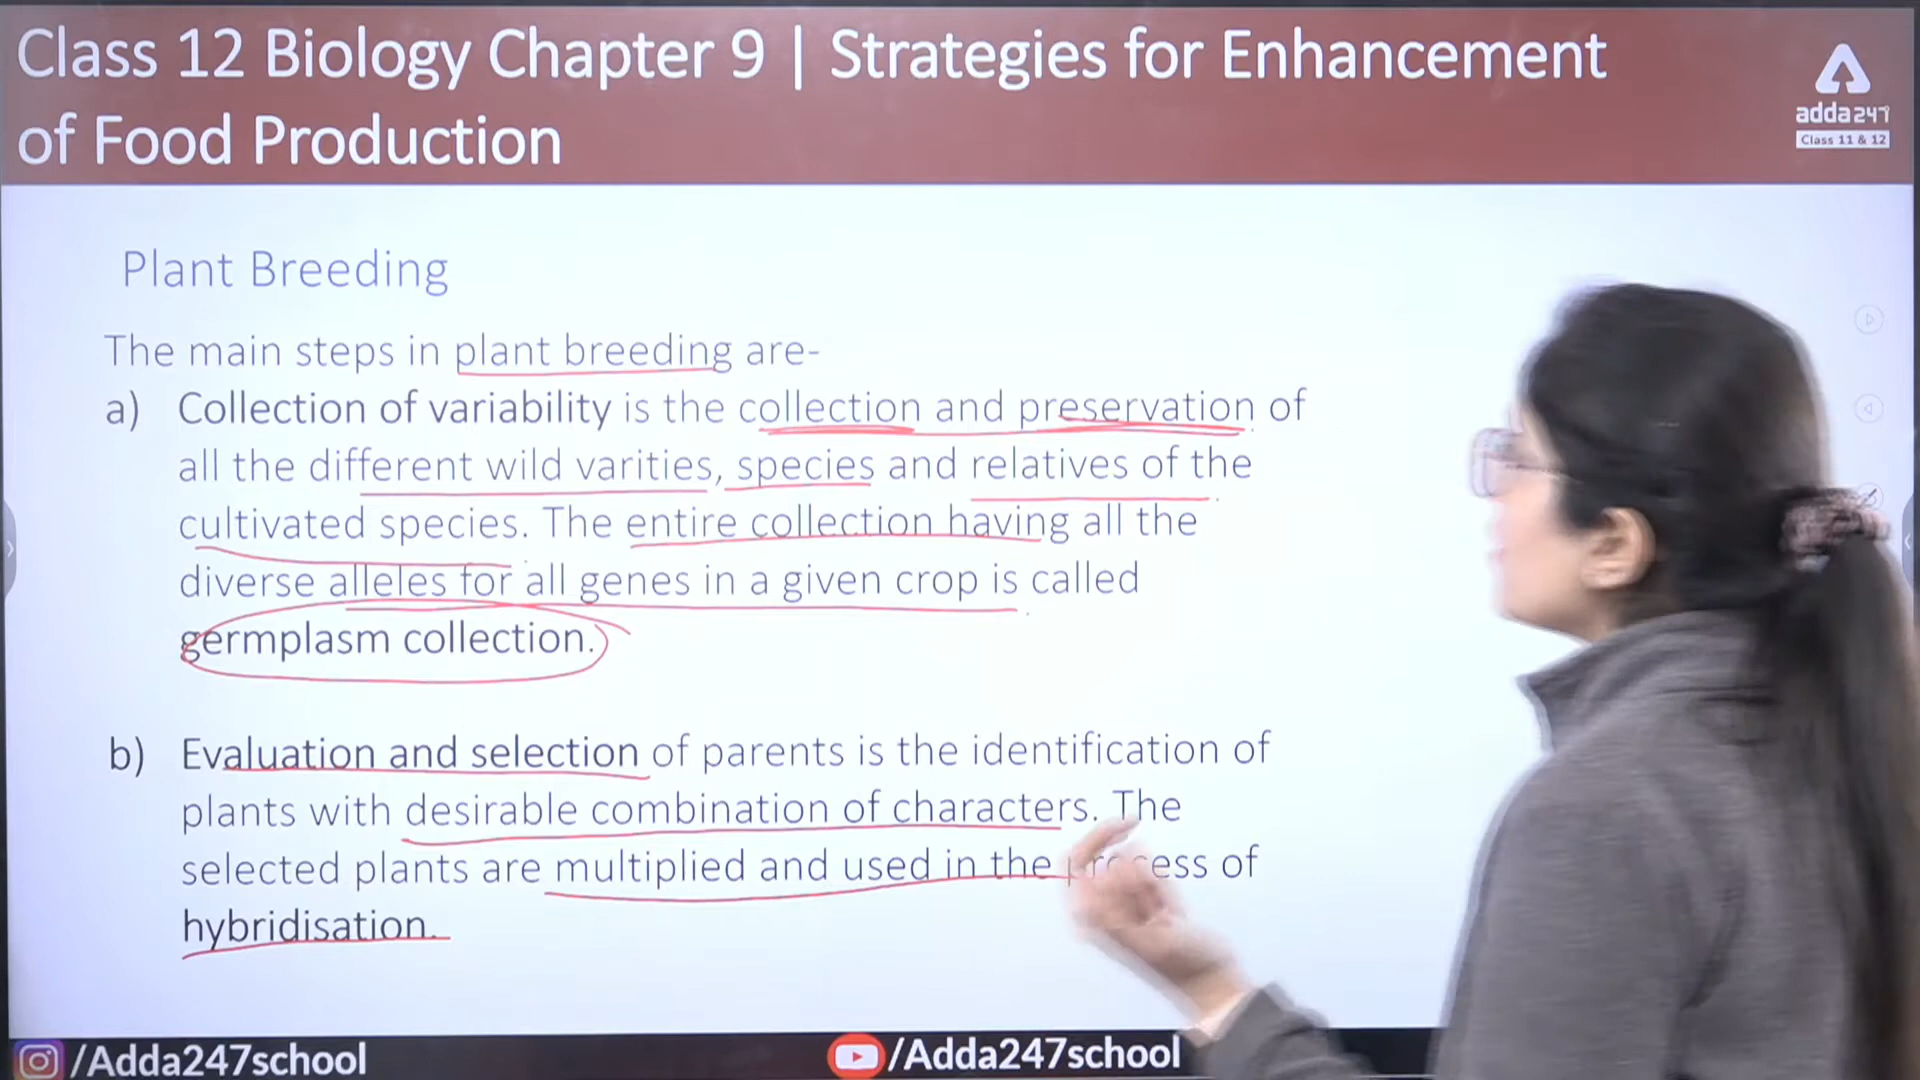 Class 12 Biology Chapter 9 | Strategies for Enhancement
of Food Production
adda247
Class 11 & 12
Plant Breeding
The main steps in plant breeding are-
a) Collection of variability is the collection and preservation of
all the different wild varities, species and relatives of the
cultivated species. The entire collection having all the
diverse alleles for all genes in a given crop is called
germplasm collection.
b) Evaluation and selection of parents is the identification of
plants with desirable combination of characters. The
selected plants are multiplied and used in the process of
hybridisation.
/Adda247school
/Adda247school